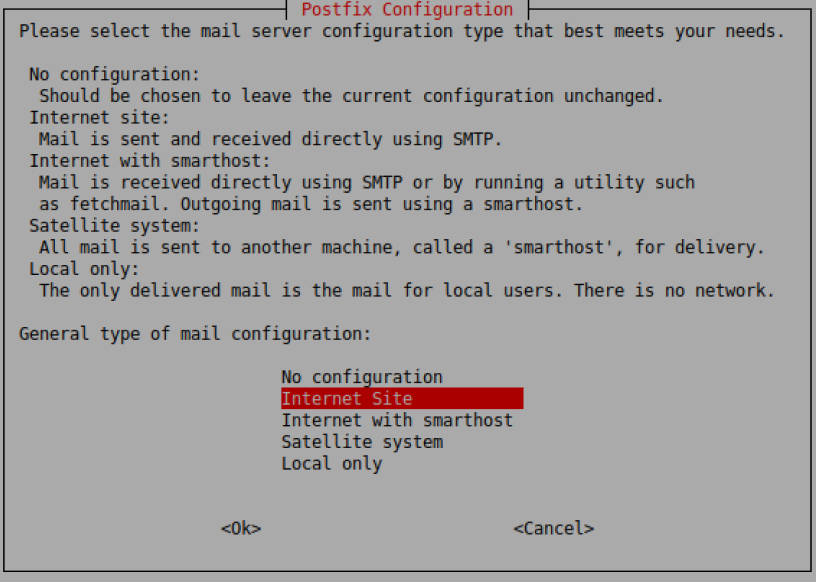 Postfix Configuration
Please select the mail server configuration type that best meets your needs.
No configuration:
Should be chosen to leave the current configuration unchanged.
Internet site:
Mail is sent and received directly using SMTP.
Internet with smarthost:
Mail is received directly using SMTP or by running a utility such
as fetchmail. Outgoing mail is sent using a smarthost.
Satellite system:
All mail is sent to another machine, called a 'smarthost', for delivery.
Local only:
The only delivered mail is the mail for local users. There is no network.
General type of mail configuration:
No configuration
Internet Site
Internet with smarthost
Satellite system
Local only
<Ok> <Cancel>